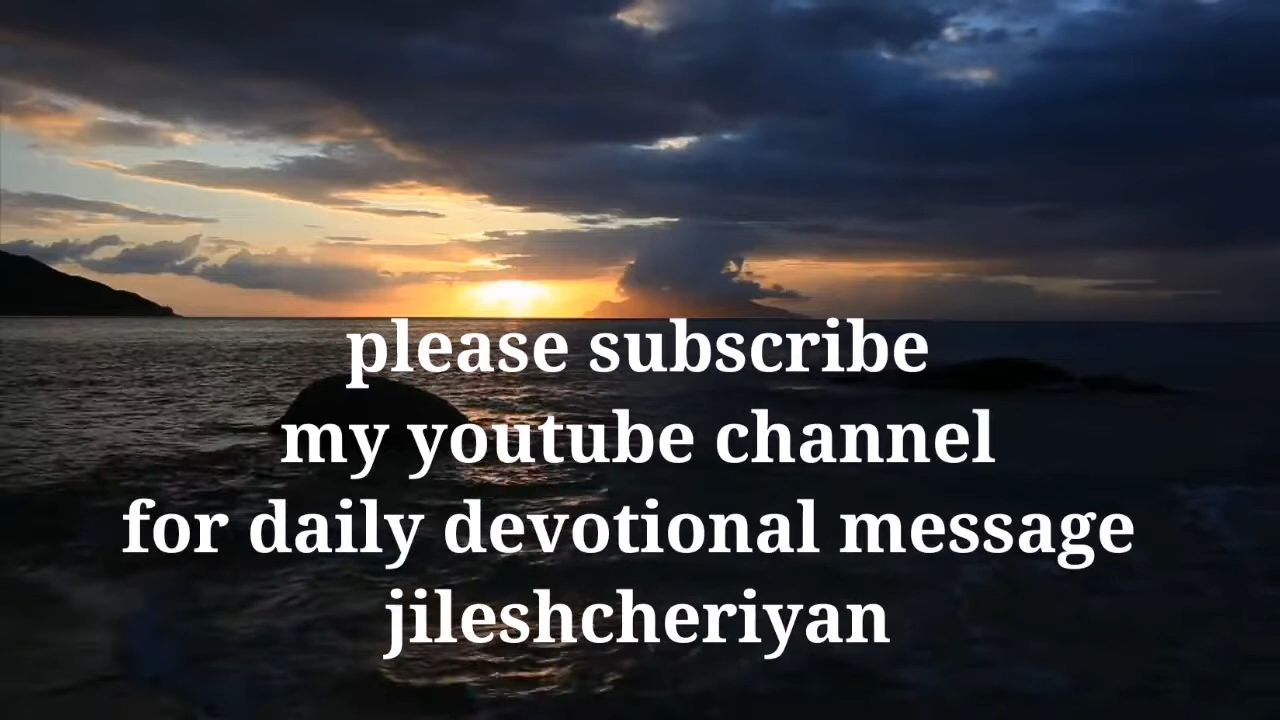 please subscribe
my youtube channel
for daily devotional message
jileshcheriyan